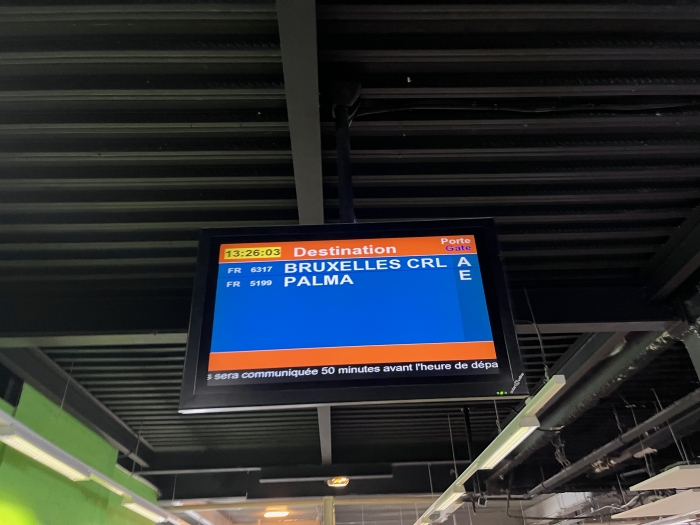 13:26:03 Destination Porte
Gate
FR 6317 BRUXELLES CRL A
FR 5199 PALMA E
s sera communiquée 50 minutes avant l'heure de dépa